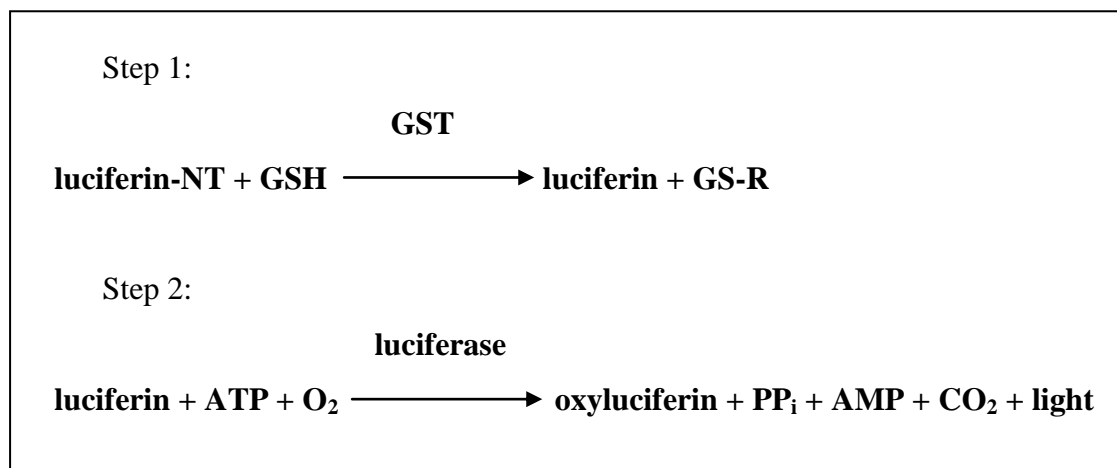 Step 1:
GST
luciferin-NT + GSH ⟶ luciferin + GS-R
Step 2:
luciferase
luciferin + ATP + O₂ ⟶ oxyluciferin + PPᵢ + AMP + CO₂ + light